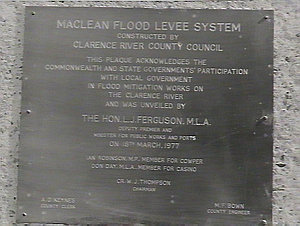 MACLEAN FLOOD LEVEE SYSTEM
CONSTRUCTED BY
CLARENCE RIVER COUNTY COUNCIL
THIS PLAQUE ACKNOWLEDGES THE
COMMONWEALTH AND STATE GOVERNMENTS' PARTICIPATION
WITH LOCAL GOVERNMENT
IN FLOOD MITIGATION WORKS ON
THE CLARENCE RIVER
AND WAS UNVEILED BY
THE HON. L.J. FERGUSON, M.L.A.
DEPUTY PREMIER AND
MINISTER FOR PUBLIC WORKS AND PORTS
ON 18TH MARCH, 1977
IAN ROBINSON M.P. MEMBER FOR COWPER
DON DAY M.L.A. MEMBER FOR CASINO
CR. W.J. THOMPSON
CHAIRMAN
A.D. NZYNES
COUNTY CLERK
M.F. BOWN
COUNTY ENGINEER